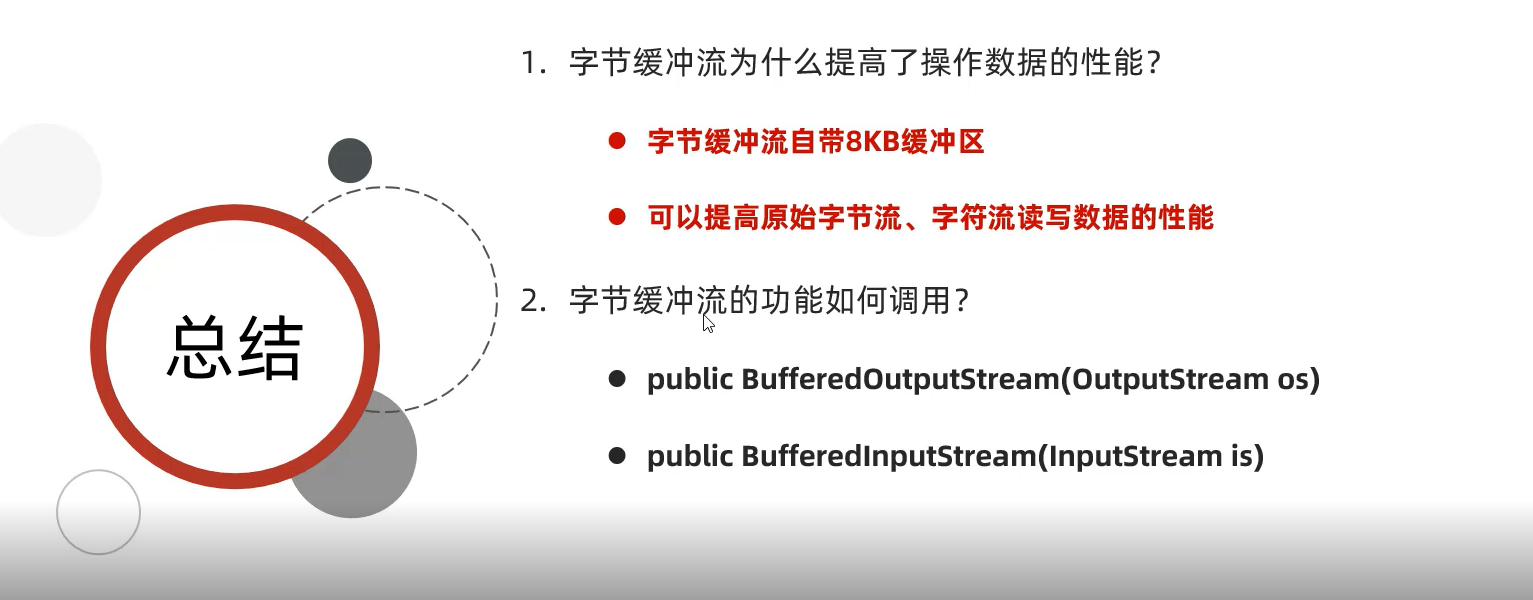 总结
1. 字节缓冲流为什么提高了操作数据的性能?
字节缓冲流自带8KB缓冲区
可以提高原始字节流、字符流读写数据的性能
2. 字节缓冲流的功能如何调用?
public BufferedOutputStream(OutputStream os)
public BufferedInputStream(InputStream is)